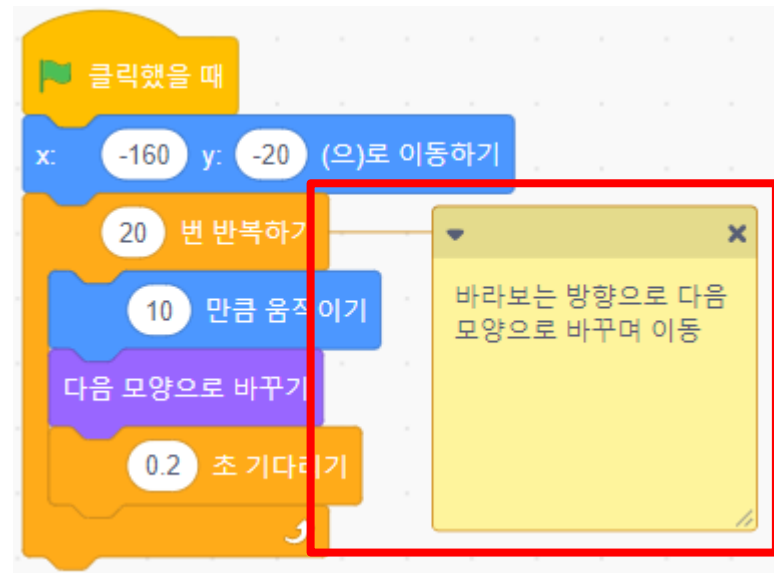 클릭했을 때
x: -160 y: -20 (으)로 이동하기
20 번 반복하기
10 만큼 움직이기
다음 모양으로 바꾸기
0.2 초 기다리기
바라보는 방향으로 다음
모양으로 바꾸며 이동